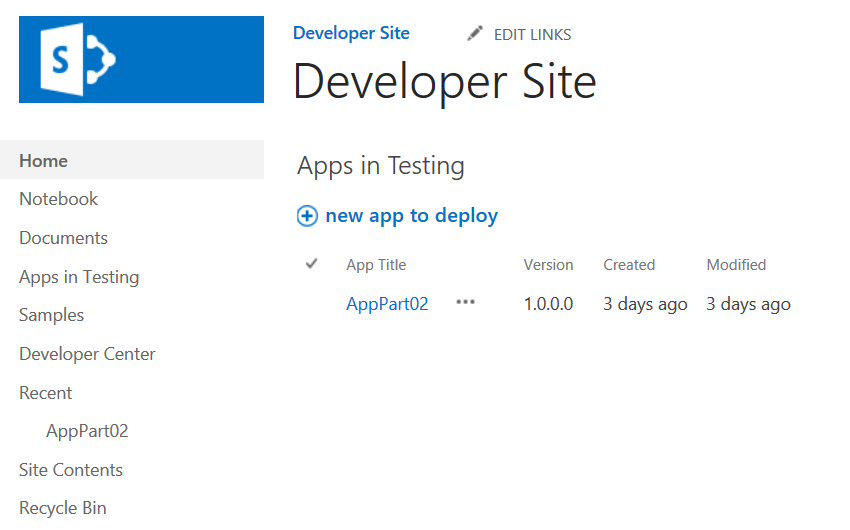 S
Developer Site EDIT LINKS
Developer Site
Home
Notebook
Documents
Apps in Testing
Samples
Developer Center
Recent
AppPart02
Site Contents
Recycle Bin
Apps in Testing
new app to deploy
App Title Version Created Modified
AppPart02 ••• 1.0.0.0 3 days ago 3 days ago